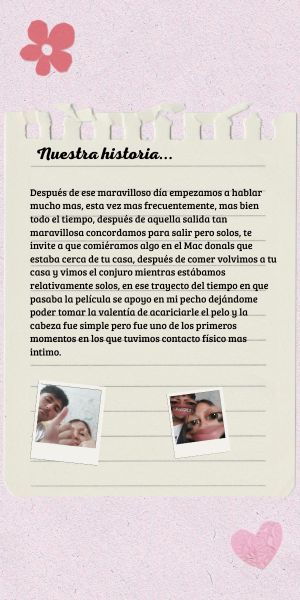 Nuestra historia...
Después de ese maravilloso día empezamos a hablar
mucho mas, esta vez mas frecuentemente, mas bien
todo el tiempo, después de aquella salida tan
maravillosa concordamos para salir pero solos, te
invite a que comiéramos algo en el Mac donals que
estaba cerca de tu casa, después de comer volvimos a tu
casa y vimos el conjuro mientras estábamos
relativamente solos, en ese trayecto del tiempo en que
pasaba la película se apoyo en mi pecho dejándome
poder tomar la valentía de acariciarle el pelo y la
cabeza fue simple pero fue uno de los primeros
momentos en los que tuvimos contacto físico mas
intimo.